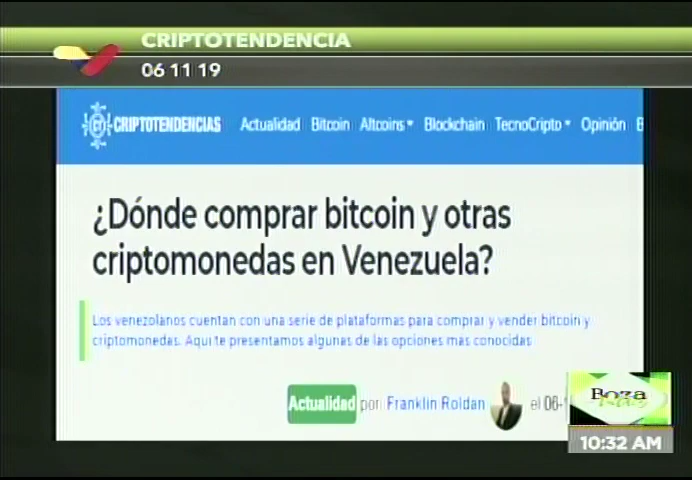 CRIPTOTENDENCIA
06 11 19
CRIPTOTENDENCIAS Actualidad Bitcoin Altcoins Blockchain TecnoCripto Opinión
¿Dónde comprar bitcoin y otras
criptomonedas en Venezuela?
Los venezolanos cuentan con una serie de plataformas para comprar y vender bitcoin y
criptomonedas. Aqui te presentamos algunas de las opciones mas conocidas
Actualidad por Franklin Roldan el 06-
Boza
10:32 AM